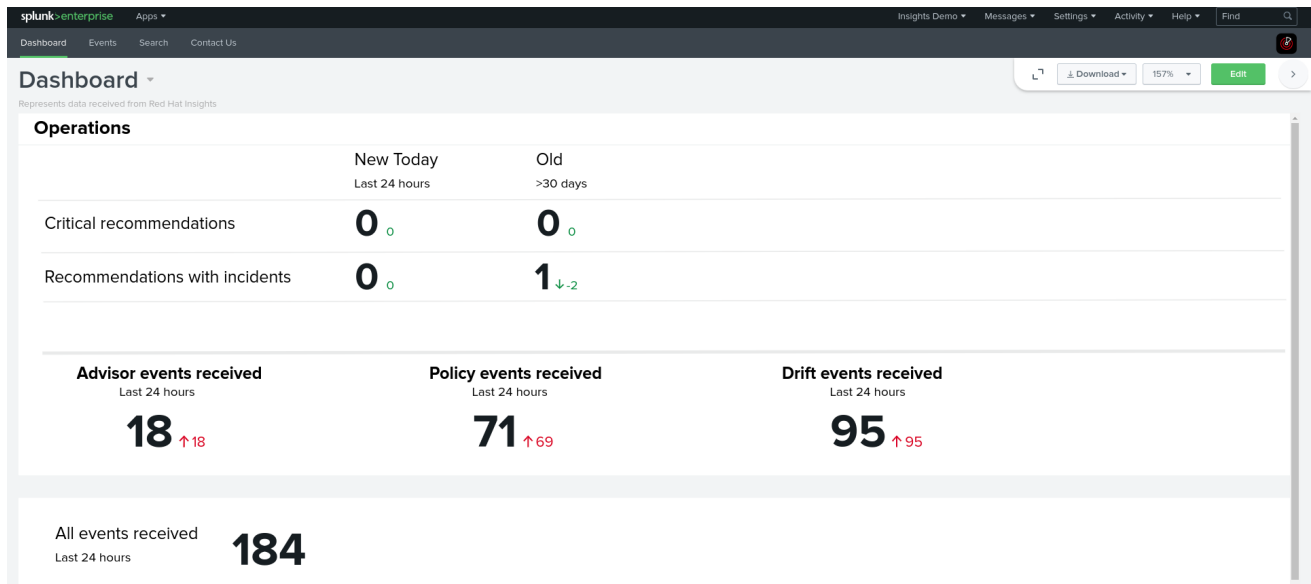 splunk>enterprise Apps Insights Demo Messages Settings Activity Help Find
Dashboard Events Search Contact Us
Dashboard
Download 157% Edit
Represents data received from Red Hat Insights
Operations
New Today Old
Last 24 hours >30 days
Critical recommendations 0 0 0 0
Recommendations with incidents 0 0 1 ↓-2
Advisor events received Policy events received Drift events received
Last 24 hours Last 24 hours Last 24 hours
18 ↑18 71 ↑69 95 ↑95
All events received 184
Last 24 hours